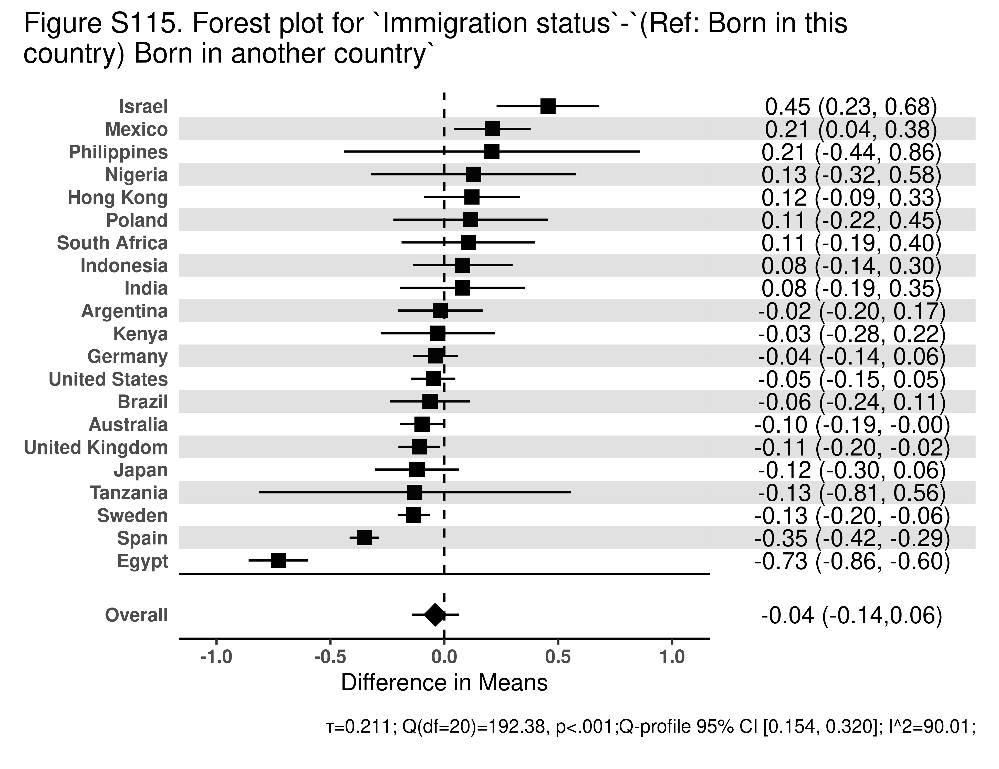 Figure S115. Forest plot for `Immigration status`-`(Ref: Born in this
country) Born in another country`
Israel 0.45 (0.23, 0.68)
Mexico 0.21 (0.04, 0.38)
Philippines 0.21 (-0.44, 0.86)
Nigeria 0.13 (-0.32, 0.58)
Hong Kong 0.12 (-0.09, 0.33)
Poland 0.11 (-0.22, 0.45)
South Africa 0.11 (-0.19, 0.40)
Indonesia 0.08 (-0.14, 0.30)
India 0.08 (-0.19, 0.35)
Argentina -0.02 (-0.20, 0.17)
Kenya -0.03 (-0.28, 0.22)
Germany -0.04 (-0.14, 0.06)
United States -0.05 (-0.15, 0.05)
Brazil -0.06 (-0.24, 0.11)
Australia -0.10 (-0.19, -0.00)
United Kingdom -0.11 (-0.20, -0.02)
Japan -0.12 (-0.30, 0.06)
Tanzania -0.13 (-0.81, 0.56)
Sweden -0.13 (-0.20, -0.06)
Spain -0.35 (-0.42, -0.29)
Egypt -0.73 (-0.86, -0.60)
Overall -0.04 (-0.14,0.06)
-1.0 -0.5 0.0 0.5 1.0
Difference in Means
τ=0.211; Q(df=20)=192.38, p<.001;Q-profile 95% CI [0.154, 0.320]; I^2=90.01;